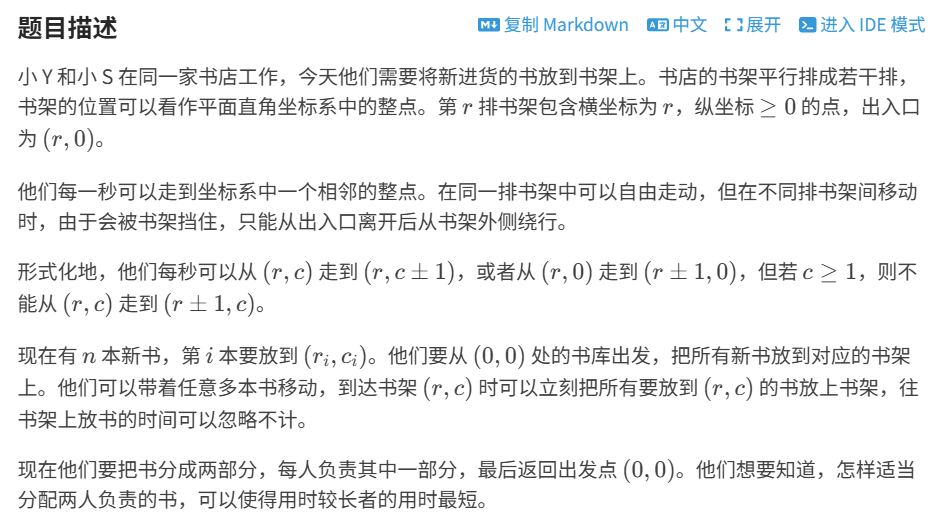 题目描述
复制 Markdown 中文 展开 进入 IDE 模式
小 Y 和小 S 在同一家书店工作，今天他们需要将新进货的书放到书架上。书店的书架平行排成若干排，
书架的位置可以看作平面直角坐标系中的整点。第 r 排书架包含横坐标为 r，纵坐标 ≥ 0 的点，出入口
为 (r, 0)。
他们每一秒可以走到坐标系中一个相邻的整点。在同一排书架中可以自由走动，但在不同排书架间移动
时，由于会被书架挡住，只能从出入口离开后从书架外侧绕行。
形式化地，他们每秒可以从 (r, c) 走到 (r, c ± 1)，或者从 (r, 0) 走到 (r ± 1, 0)，但若 c ≥ 1，则不
能从 (r, c) 走到 (r ± 1, c)。
现在有 n 本新书，第 i 本要放到 (rᵢ, cᵢ)。他们要从 (0, 0) 处的书库出发，把所有新书放到对应的书架
上。他们可以带着任意多本书移动，到达书架 (r, c) 时可以立刻把所有要放到 (r, c) 的书放上书架，往
书架上放书的时间可以忽略不计。
现在他们要把书分成两部分，每人负责其中一部分，最后返回出发点 (0, 0)。他们想要知道，怎样适当
分配两人负责的书，可以使得用时较长者的用时最短。